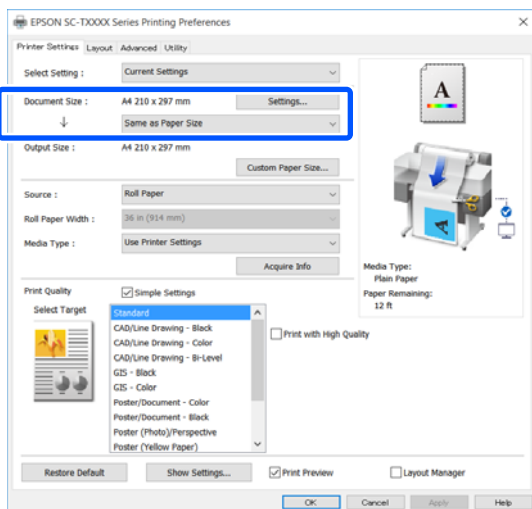 EPSON SC-TXXXX Series Printing Preferences
Printer Settings Layout Advanced Utility
Select Setting : Current Settings
Document Size : A4 210 x 297 mm Settings...
↓ Same as Paper Size
Output Size : A4 210 x 297 mm
Custom Paper Size...
Source : Roll Paper
Roll Paper Width : 36 in (914 mm)
Media Type : Use Printer Settings
Acquire Info
A
A
Media Type:
Plain Paper
Paper Remaining:
12 ft
Print Quality Simple Settings
Select Target
Standard
CAD/Line Drawing - Black
CAD/Line Drawing - Color
CAD/Line Drawing - Bi-Level
GIS - Black
GIS - Color
Poster/Document - Color
Poster/Document - Black
Poster (Photo)/Perspective
Poster (Yellow Paper)
Print with High Quality
Restore Default Show Settings... Print Preview Layout Manager
OK Cancel Apply Help